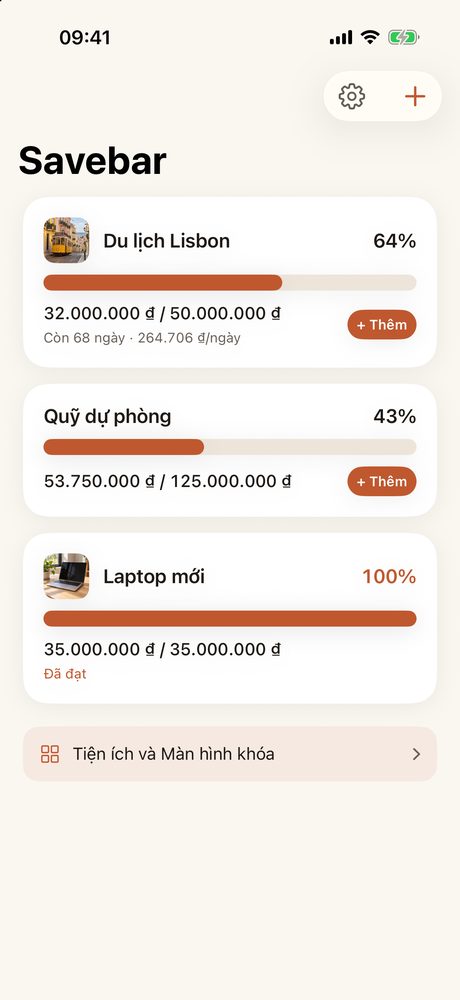 09:41
Savebar
Du lịch Lisbon
64%
32.000.000 ₫ / 50.000.000 ₫
Còn 68 ngày · 264.706 ₫/ngày
+ Thêm
Quỹ dự phòng
43%
53.750.000 ₫ / 125.000.000 ₫
+ Thêm
Laptop mới
100%
35.000.000 ₫ / 35.000.000 ₫
Đã đạt
Tiện ích và Màn hình khóa